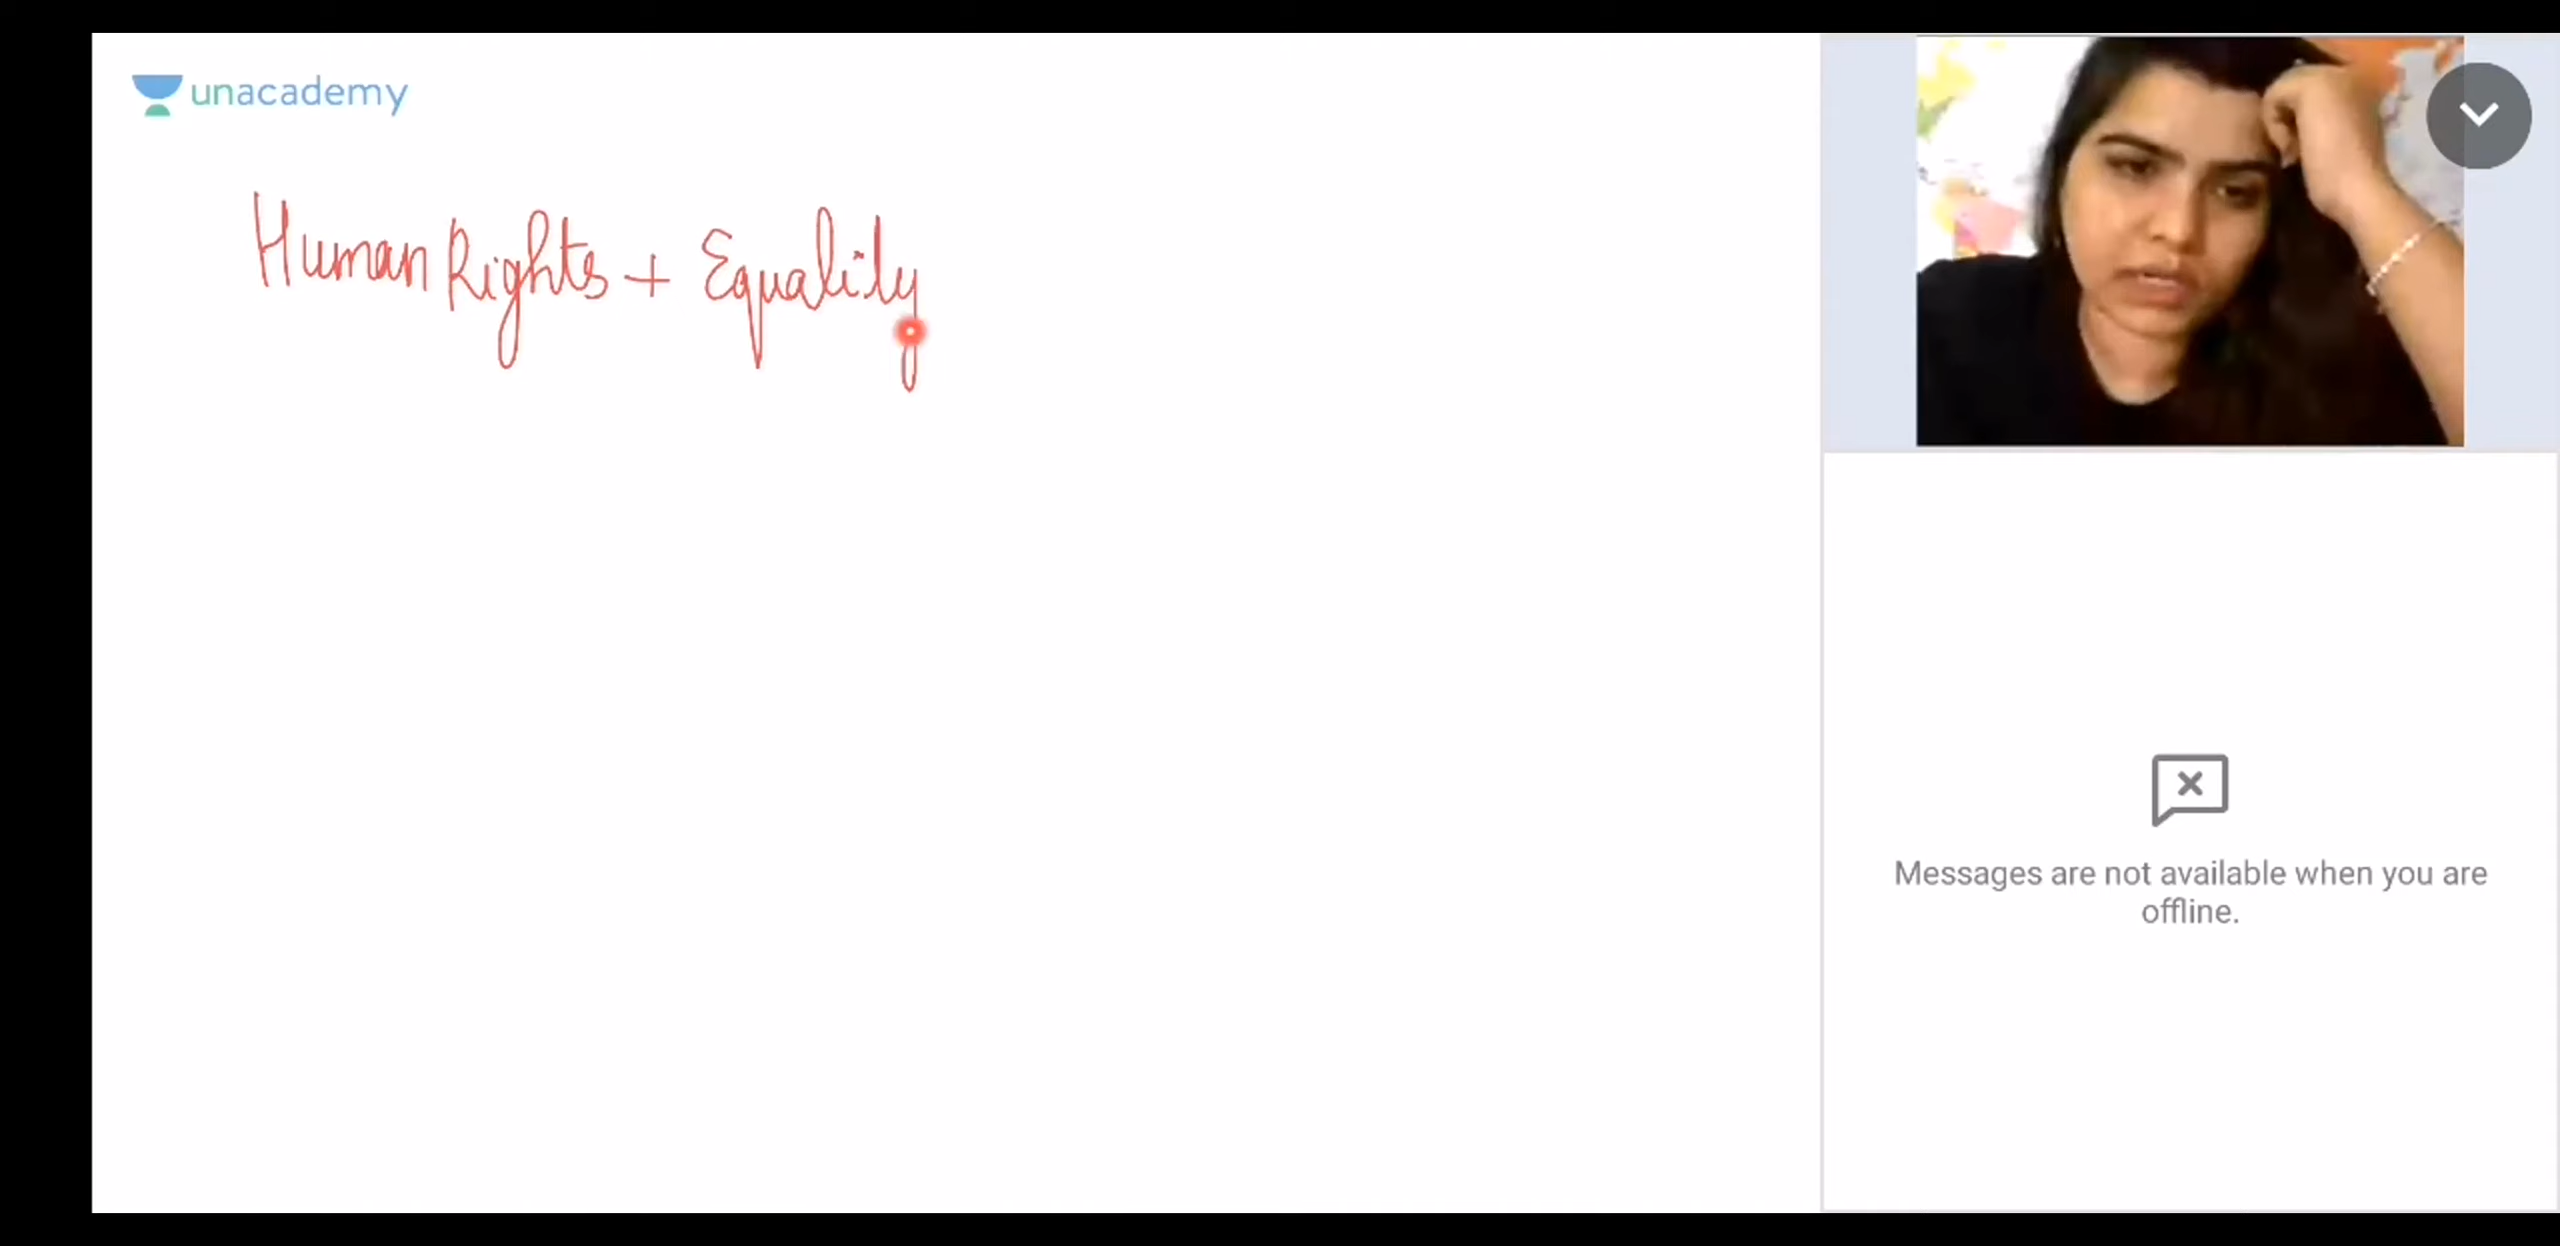 unacademy
Human Rights + Equality
Messages are not available when you are
offline.